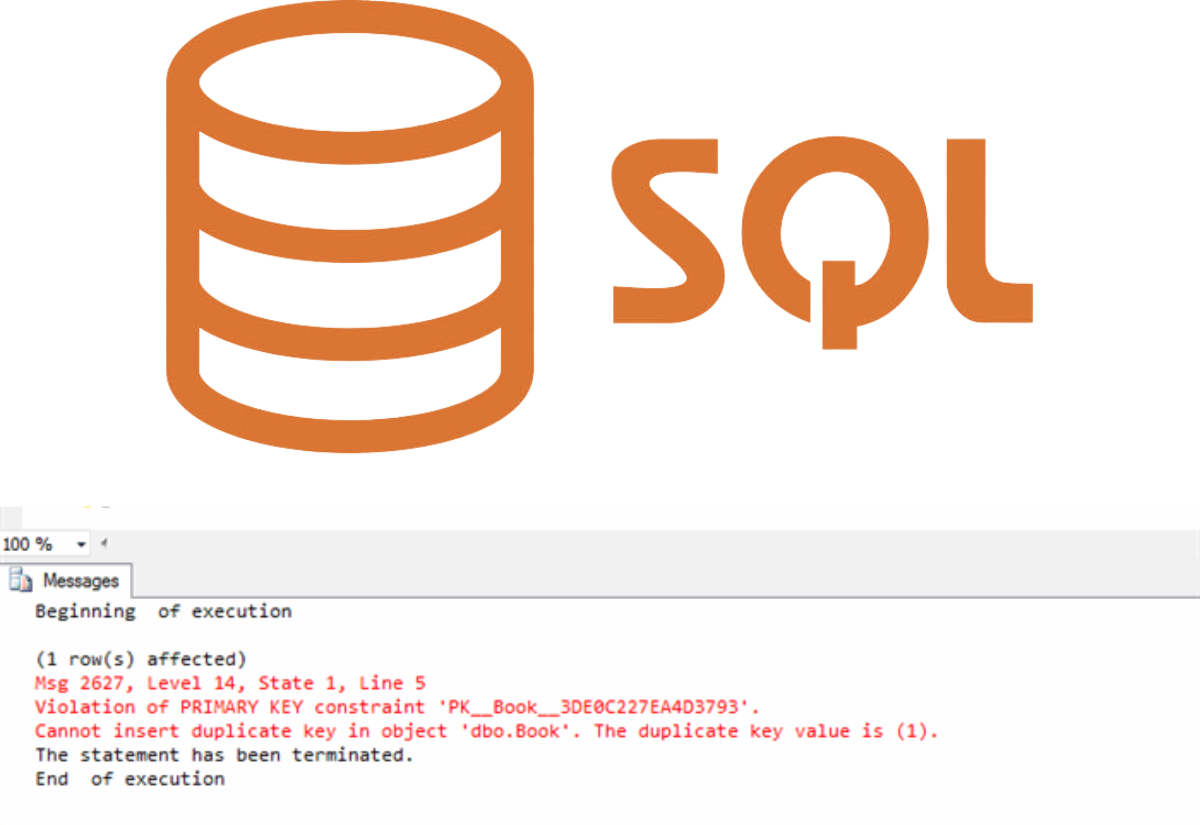 SQL
100 %
Messages
Beginning  of execution
(1 row(s) affected)
Msg 2627, Level 14, State 1, Line 5
Violation of PRIMARY KEY constraint 'PK__Book__3DE0C227EA4D3793'.
Cannot insert duplicate key in object 'dbo.Book'. The duplicate key value is (1).
The statement has been terminated.
End  of execution